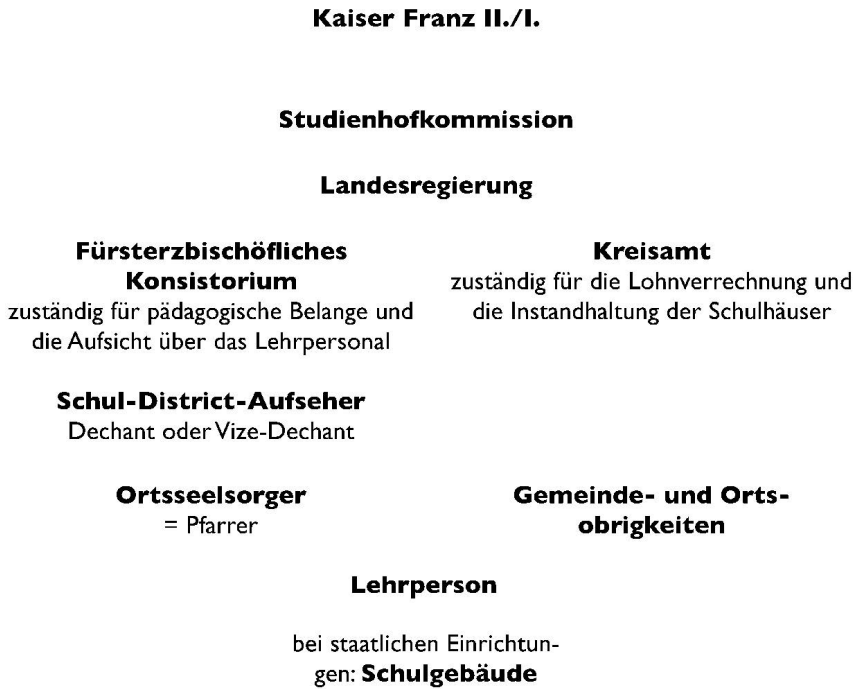 Kaiser Franz II./I.
Studienhofkommission
Landesregierung
Fürsterzbischöfliches
Konsistorium
zuständig für pädagogische Belange und
die Aufsicht über das Lehrpersonal
Kreisamt
zuständig für die Lohnverrechnung und
die Instandhaltung der Schulhäuser
Schul-District-Aufseher
Dechant oder Vize-Dechant
Ortsseelsorger
= Pfarrer
Gemeinde- und Orts-
obrigkeiten
Lehrperson
bei staatlichen Einrichtun-
gen: Schulgebäude